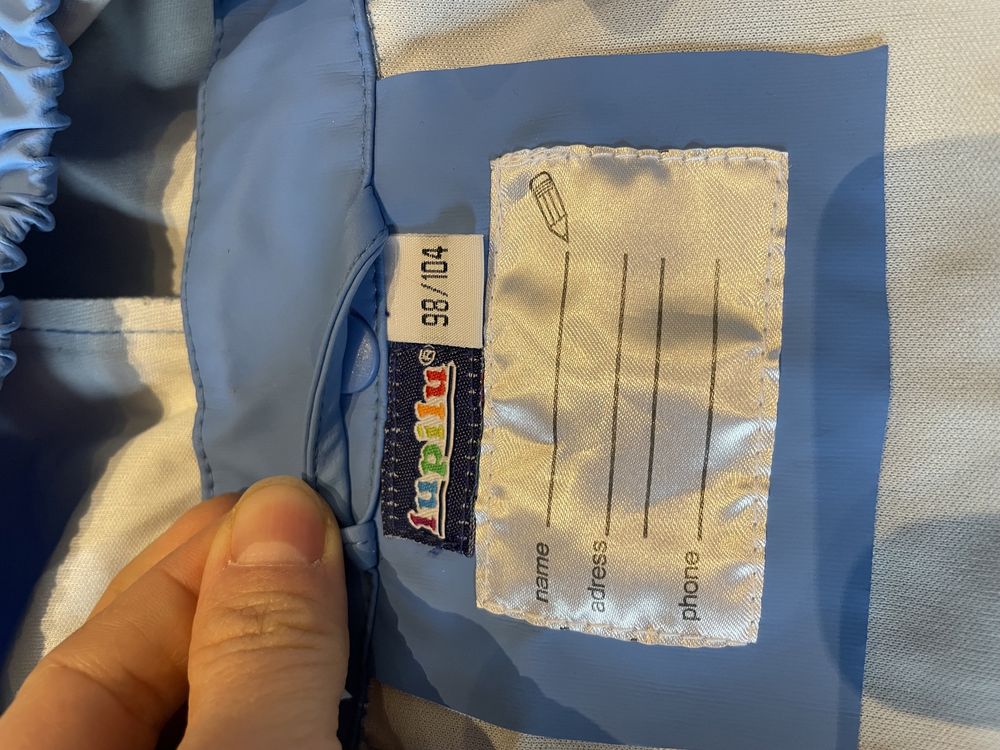 lupilu®
98/104
name
adress
phone